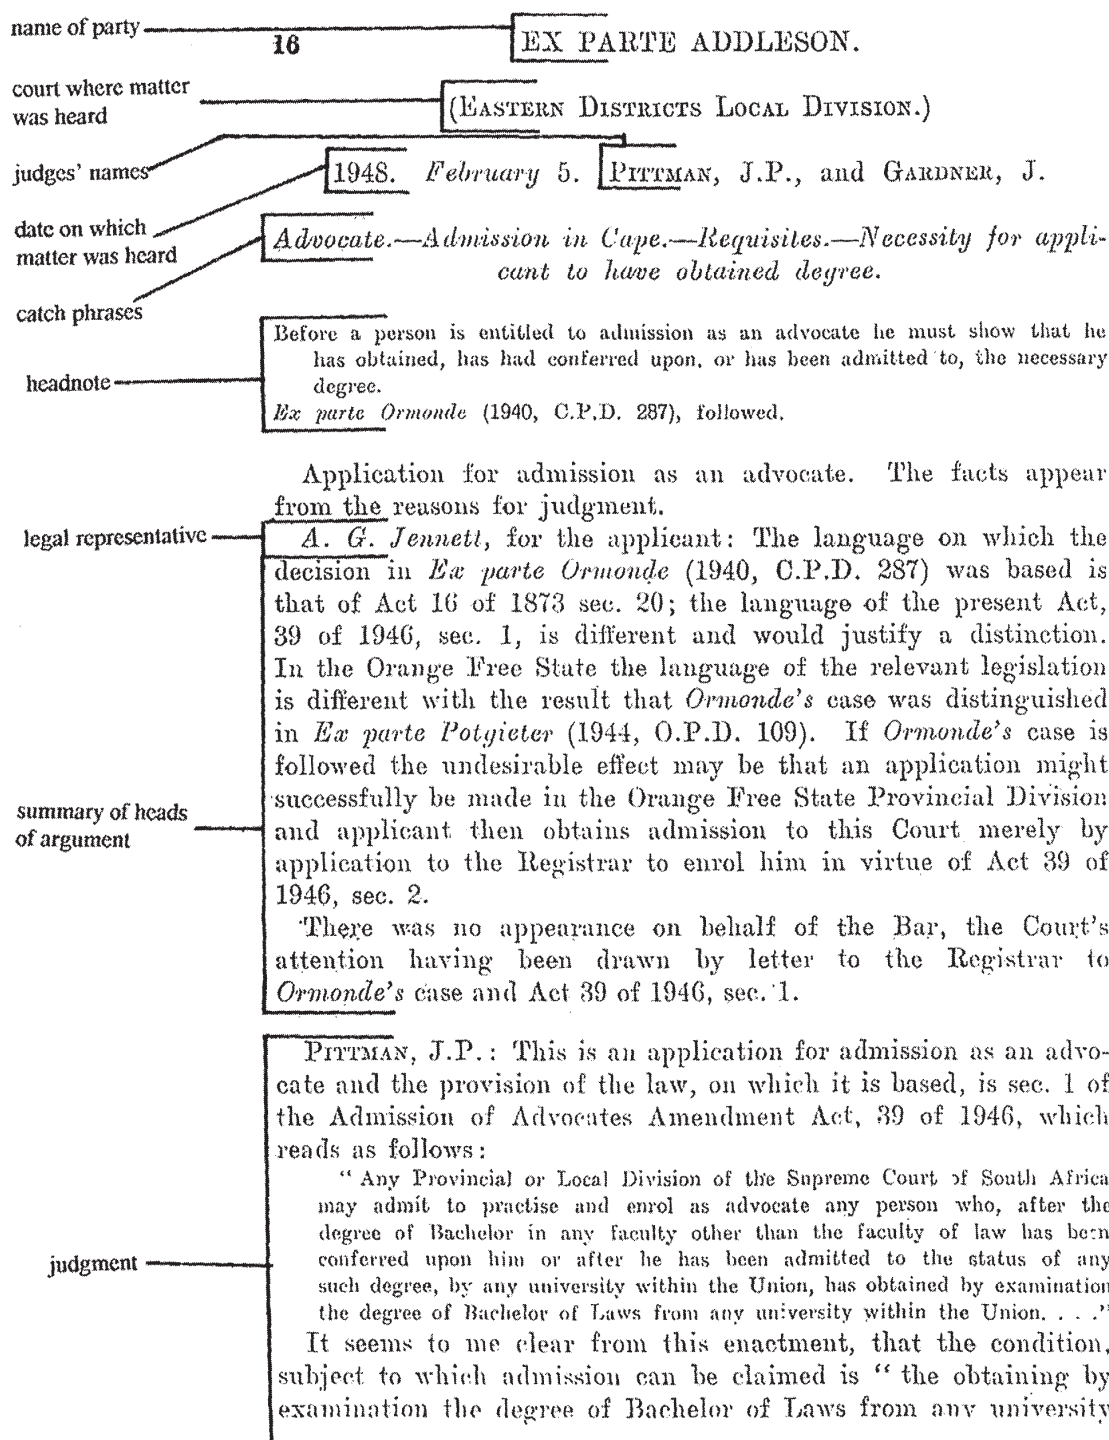 name of party
16
EX PARTE ADDLESON.
court where matter
was heard
(EASTERN DISTRICTS LOCAL DIVISION.)
judges' names
1948. February 5. PITTMAN, J.P., and GARDNER, J.
date on which
matter was heard
Advocate.—Admission in Cape.—Requisites.—Necessity for appli-
cant to have obtained degree.
catch phrases
Before a person is entitled to admission as an advocate he must show that he
has obtained, has had conferred upon, or has been admitted to, the necessary
degree.
headnote
Ex parte Ormonde (1940, C.P.D. 287), followed.
Application for admission as an advocate. The facts appear
from the reasons for judgment.
legal representative
A. G. Jennett, for the applicant: The language on which the
decision in Ex parte Ormonde (1940, C.P.D. 287) was based is
that of Act 16 of 1873 sec. 20; the language of the present Act,
39 of 1946, sec. 1, is different and would justify a distinction.
In the Orange Free State the language of the relevant legislation
is different with the result that Ormonde's case was distinguished
in Ex parte Potgieter (1944, O.P.D. 109). If Ormonde's case is
followed the undesirable effect may be that an application might
successfully be made in the Orange Free State Provincial Division
and applicant then obtains admission to this Court merely by
application to the Registrar to enrol him in virtue of Act 39 of
1946, sec. 2.
summary of heads
of argument
There was no appearance on behalf of the Bar, the Court's
attention having been drawn by letter to the Registrar to
Ormonde's case and Act 39 of 1946, sec. 1.
PITTMAN, J.P.: This is an application for admission as an advo-
cate and the provision of the law, on which it is based, is sec. 1 of
the Admission of Advocates Amendment Act, 39 of 1946, which
reads as follows:
" Any Provincial or Local Division of the Supreme Court of South Africa
may admit to practise and enrol as advocate any person who, after the
degree of Bachelor in any faculty other than the faculty of law has been
conferred upon him or after he has been admitted to the status of any
such degree, by any university within the Union, has obtained by examination
the degree of Bachelor of Laws from any university within the Union. . . ."
judgment
It seems to me clear from this enactment, that the condition,
subject to which admission can be claimed is " the obtaining by
examination the degree of Bachelor of Laws from any university